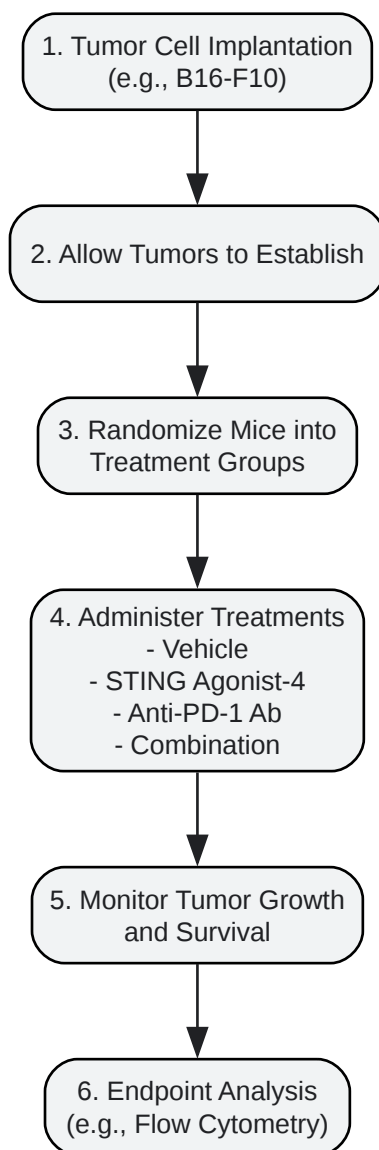 1. Tumor Cell Implantation
(e.g., B16-F10)
2. Allow Tumors to Establish
3. Randomize Mice into
Treatment Groups
4. Administer Treatments
- Vehicle
- STING Agonist-4
- Anti-PD-1 Ab
- Combination
5. Monitor Tumor Growth
and Survival
6. Endpoint Analysis
(e.g., Flow Cytometry)